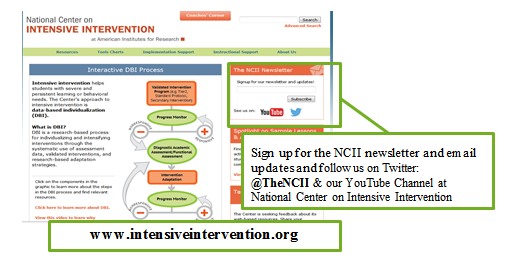 National Center on
INTENSIVE INTERVENTION
at American Institutes for Research
Coaches' Corner
Search
Advanced Search
Resources
Tools Charts
Implementation Support
Instructional Support
About Us
Interactive DBI Process
Intensive intervention helps
students with severe and
persistent learning or behavioral
needs. The Center's approach to
intensive intervention is
data-based individualization
(DBI).
What is DBI?
DBI is a research-based process
for individualizing and intensifying
interventions through the
systematic use of assessment
data, validated interventions, and
research-based adaptation
strategies.
Click on the components in the
graphic to learn more about the steps
in the DBI process and find relevant
resources.
Click here to learn more about DBI.
View this video to learn why
Validated Intervention
Program (e.g. Tier2,
Standard Protocol,
Secondary Intervention)
Progress Monitor
Diagnostic Academic
Assessment/Functional
Assessment
Intervention
Adaptation
Progress Monitor
The NCII Newsletter
Signup for our newsletter and updates!
Subscribe
See us on:
YouTube
Spotlight on Sample Lessons
The Center is seeking feedback about its
Sign up for the NCII newsletter and email
updates and follow us on Twitter:
@TheNCII & our YouTube Channel at
National Center on Intensive Intervention
www.intensiveintervention.org